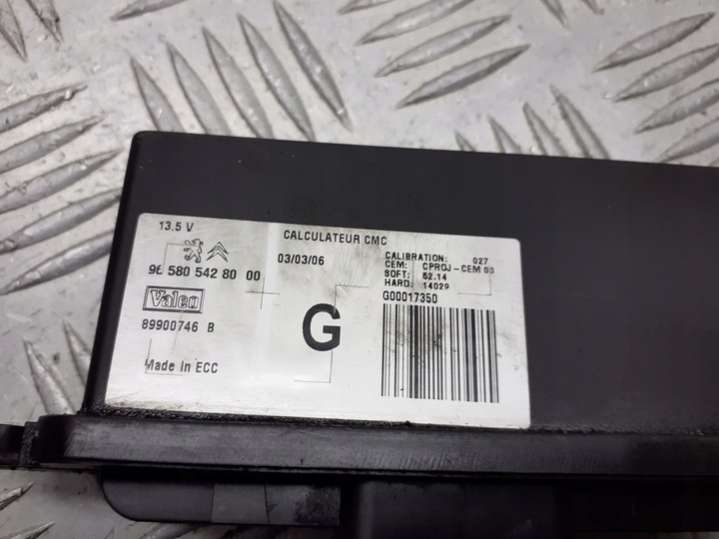 13.5 V
CALCULATEUR CMC
03/03/06
96 580 542 80 00
Valeo
89900746 B
Made in ECC
G
CALIBRATION: 027
CEM: CPROJ-CEM 03
SOFT: 52.14
HARD: 14029
G00017350